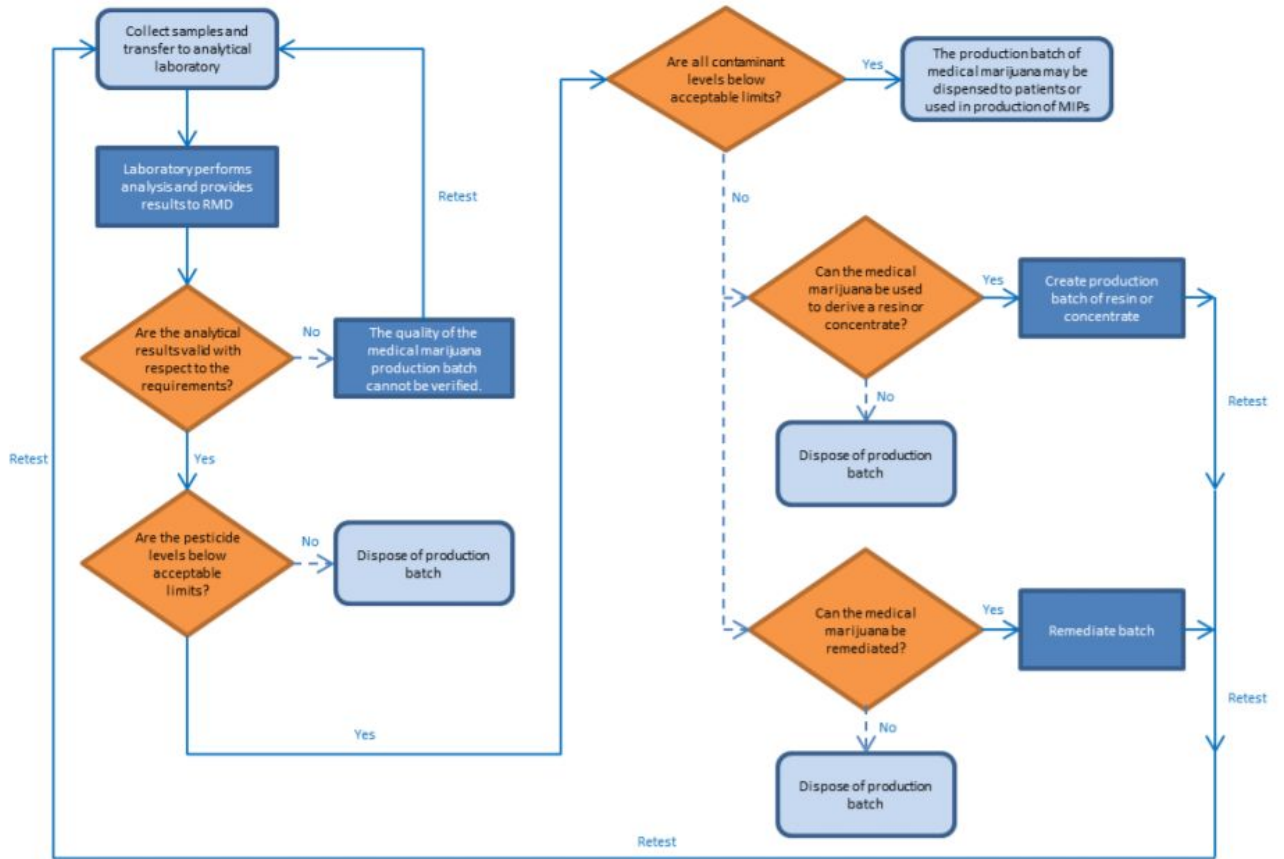 Collect samples and
transfer to analytical
laboratory
Laboratory performs
analysis and provides
results to RMD
Retest
Are the analytical
results valid with
respect to the
requirements?
No
The quality of the
medical marijuana
production batch
cannot be verified.
Retest
Yes
Are the pesticide
levels below
acceptable
limits?
No
Dispose of production
batch
Yes
Are all contaminant
levels below
acceptable limits?
Yes
The production batch of
medical marijuana may be
dispensed to patients or
used in production of MIPs
No
Can the medical
marijuana be used
to derive a resin or
concentrate?
Yes
Create production
batch of resin or
concentrate
Retest
No
Dispose of production
batch
Can the medical
marijuana be
remediated?
Yes
Remediate batch
Retest
No
Dispose of production
batch
Retest